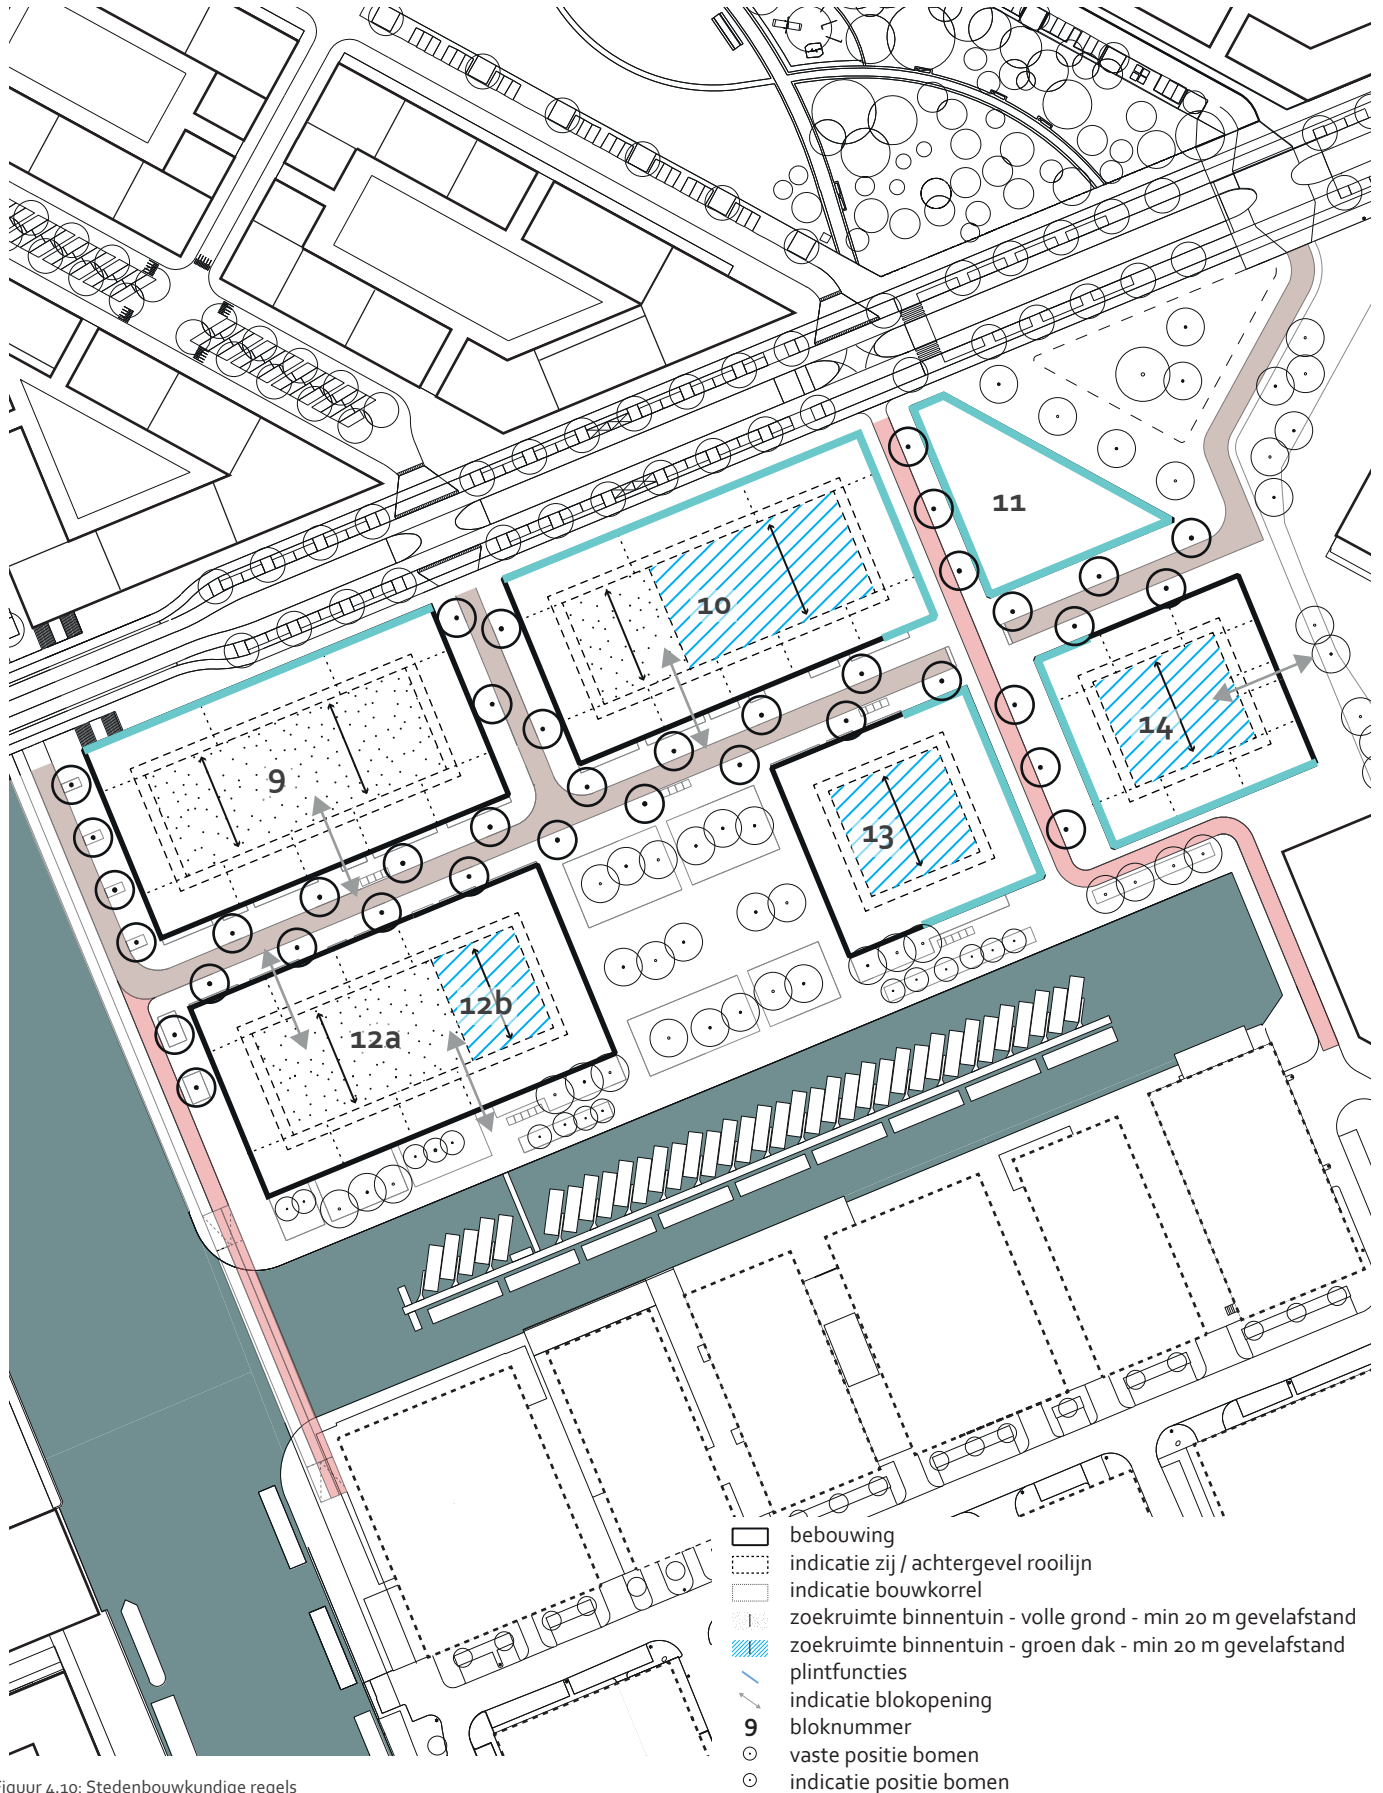 11
10
14
9
13
12b
12a
bebouwing
indicatie zij / achtergevel rooilijn
indicatie bouwkorrel
zoekruimte binnentuin - volle grond - min 20 m gevelafstand
zoekruimte binnentuin - groen dak - min 20 m gevelafstand
plintfuncties
indicatie blokopening
9 bloknummer
vaste positie bomen
indicatie positie bomen
Figuur 4.10: Stedenbouwkundige regels